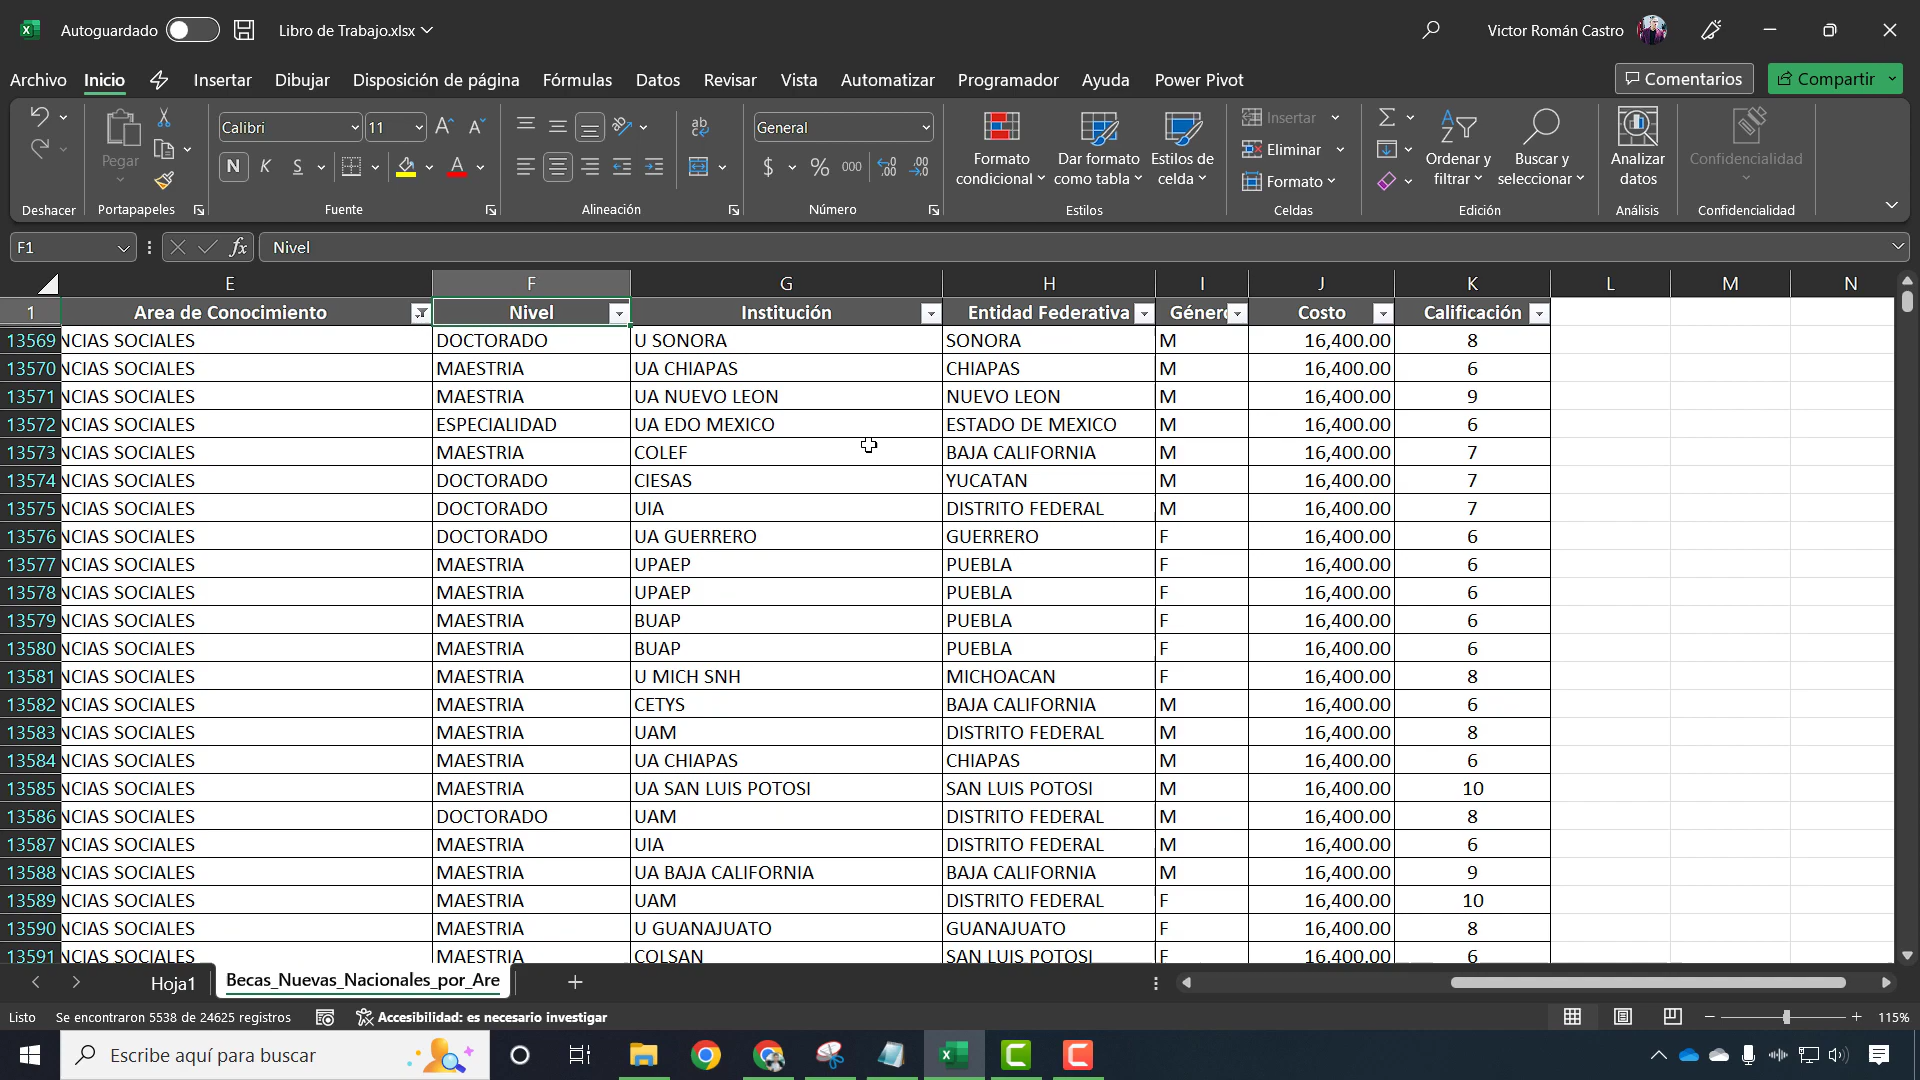 Autoguardado Libro de Trabajo.xlsx Victor Román Castro
Archivo Inicio Insertar Dibujar Disposición de página Fórmulas Datos Revisar Vista Automatizar Programador Ayuda Power Pivot Comentarios Compartir
Pegar Calibri 11 General Formato condicional Dar formato como tabla Estilos de celda Insertar Eliminar Formato Ordenar y filtrar Buscar y seleccionar Analizar datos Confidencialidad
N K S $ % 000
Deshacer Portapapeles Fuente Alineación Número Estilos Celdas Edición Análisis Confidencialidad
F1 fx Nivel
E F G H I J K L M N
1 Area de Conocimiento Nivel Institución Entidad Federativa Géner Costo Calificación
13569 NCIAS SOCIALES DOCTORADO U SONORA SONORA M 16,400.00 8
13570 NCIAS SOCIALES MAESTRIA UA CHIAPAS CHIAPAS M 16,400.00 6
13571 NCIAS SOCIALES MAESTRIA UA NUEVO LEON NUEVO LEON M 16,400.00 9
13572 NCIAS SOCIALES ESPECIALIDAD UA EDO MEXICO ESTADO DE MEXICO M 16,400.00 6
13573 NCIAS SOCIALES MAESTRIA COLEF BAJA CALIFORNIA M 16,400.00 7
13574 NCIAS SOCIALES DOCTORADO CIESAS YUCATAN M 16,400.00 7
13575 NCIAS SOCIALES DOCTORADO UIA DISTRITO FEDERAL M 16,400.00 7
13576 NCIAS SOCIALES DOCTORADO UA GUERRERO GUERRERO F 16,400.00 6
13577 NCIAS SOCIALES MAESTRIA UPAEP PUEBLA F 16,400.00 6
13578 NCIAS SOCIALES MAESTRIA UPAEP PUEBLA F 16,400.00 6
13579 NCIAS SOCIALES MAESTRIA BUAP PUEBLA F 16,400.00 6
13580 NCIAS SOCIALES MAESTRIA BUAP PUEBLA F 16,400.00 6
13581 NCIAS SOCIALES MAESTRIA U MICH SNH MICHOACAN F 16,400.00 8
13582 NCIAS SOCIALES MAESTRIA CETYS BAJA CALIFORNIA M 16,400.00 6
13583 NCIAS SOCIALES MAESTRIA UAM DISTRITO FEDERAL M 16,400.00 8
13584 NCIAS SOCIALES MAESTRIA UA CHIAPAS CHIAPAS M 16,400.00 6
13585 NCIAS SOCIALES MAESTRIA UA SAN LUIS POTOSI SAN LUIS POTOSI M 16,400.00 10
13586 NCIAS SOCIALES DOCTORADO UAM DISTRITO FEDERAL M 16,400.00 8
13587 NCIAS SOCIALES MAESTRIA UIA DISTRITO FEDERAL M 16,400.00 6
13588 NCIAS SOCIALES MAESTRIA UA BAJA CALIFORNIA BAJA CALIFORNIA M 16,400.00 9
13589 NCIAS SOCIALES MAESTRIA UAM DISTRITO FEDERAL F 16,400.00 10
13590 NCIAS SOCIALES MAESTRIA U GUANAJUATO GUANAJUATO F 16,400.00 8
13591 NCIAS SOCIALES MAESTRIA COLSAN SAN LUIS POTOSI F 16,400.00 6
Hoja1 Becas_Nuevas_Nacionales_por_Are
Listo Se encontraron 5538 de 24625 registros Accesibilidad: es necesario investigar 115%
Escribe aquí para buscar